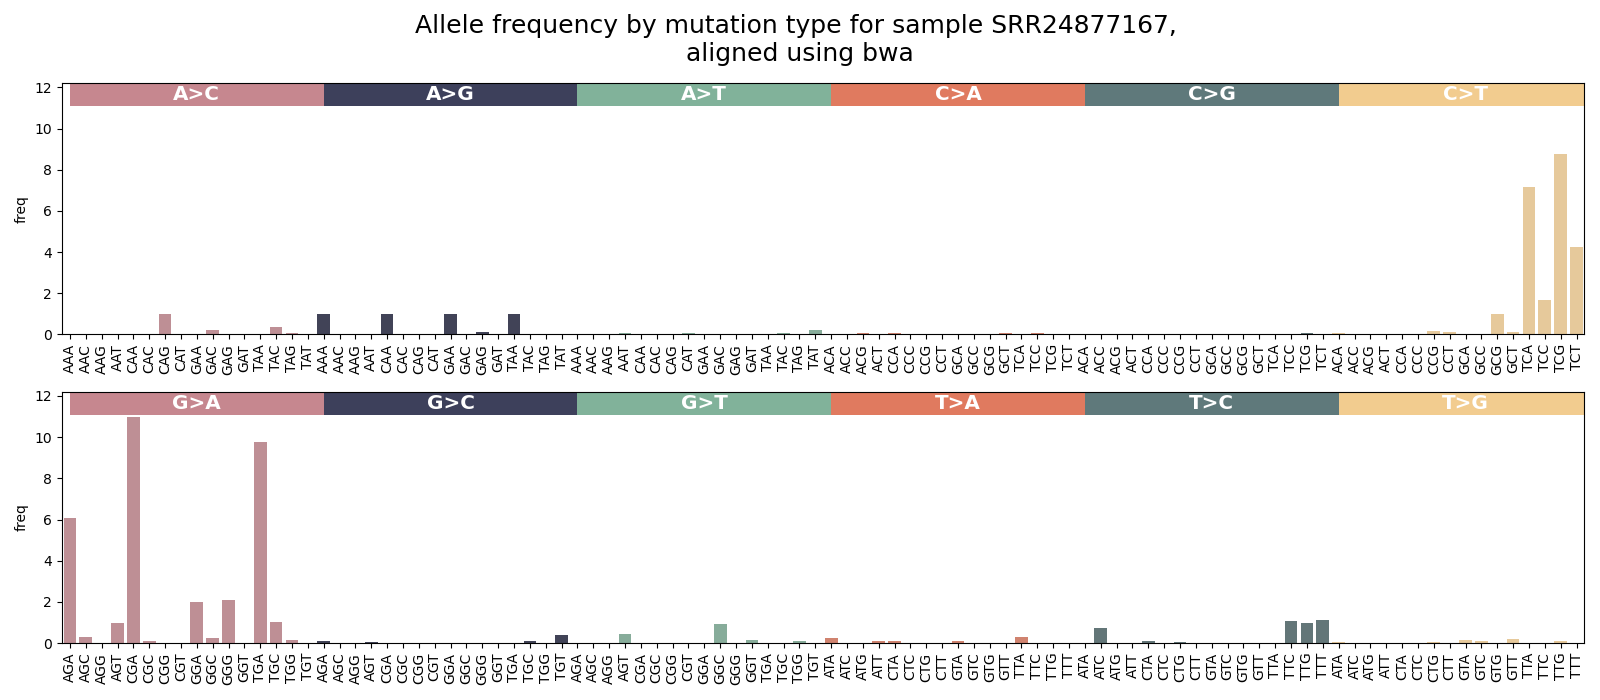 Allele frequency by mutation type for sample SRR24877167,
aligned using bwa
A>C A>G A>T C>A C>G C>T
12
10
8
6
4
2
0
freq
AAA AAC AAG AAT CAA CAC CAG CAT GAA GAC GAG GAT TAA TAC TAG TAT AAA AAC AAG AAT CAA CAC CAG CAT GAA GAC GAG GAT TAA TAC TAG TAT AAA AAC AAG AAT CAA CAC CAG CAT GAA GAC GAG GAT TAA TAC TAG TAT ACA ACC ACG ACT CCA CCC CCG CCT GCA GCC GCG GCT TCA TCC TCG TCT ACA ACC ACG ACT CCA CCC CCG CCT GCA GCC GCG GCT TCA TCC TCG TCT ACA ACC ACG ACT CCA CCC CCG CCT GCA GCC GCG GCT TCA TCC TCG TCT
G>A G>C G>T T>A T>C T>G
12
10
8
6
4
2
0
freq
AGA AGC AGG AGT CGA CGC CGG CGT GGA GGC GGG GGT TGA TGC TGG TGT AGA AGC AGG AGT CGA CGC CGG CGT GGA GGC GGG GGT TGA TGC TGG TGT AGA AGC AGG AGT CGA CGC CGG CGT GGA GGC GGG GGT TGA TGC TGG TGT ATA ATC ATG ATT CTA CTC CTG CTT GTA GTC GTG GTT TTA TTC TTG TTT ATA ATC ATG ATT CTA CTC CTG CTT GTA GTC GTG GTT TTA TTC TTG TTT ATA ATC ATG ATT CTA CTC CTG CTT GTA GTC GTG GTT TTA TTC TTG TTT